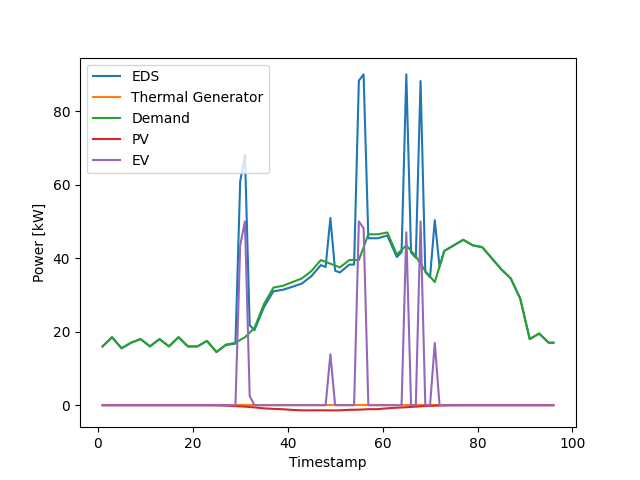 EDS
Thermal Generator
Demand
PV
EV
Power [kW]
80
60
40
20
0
0 20 40 60 80 100
Timestamp